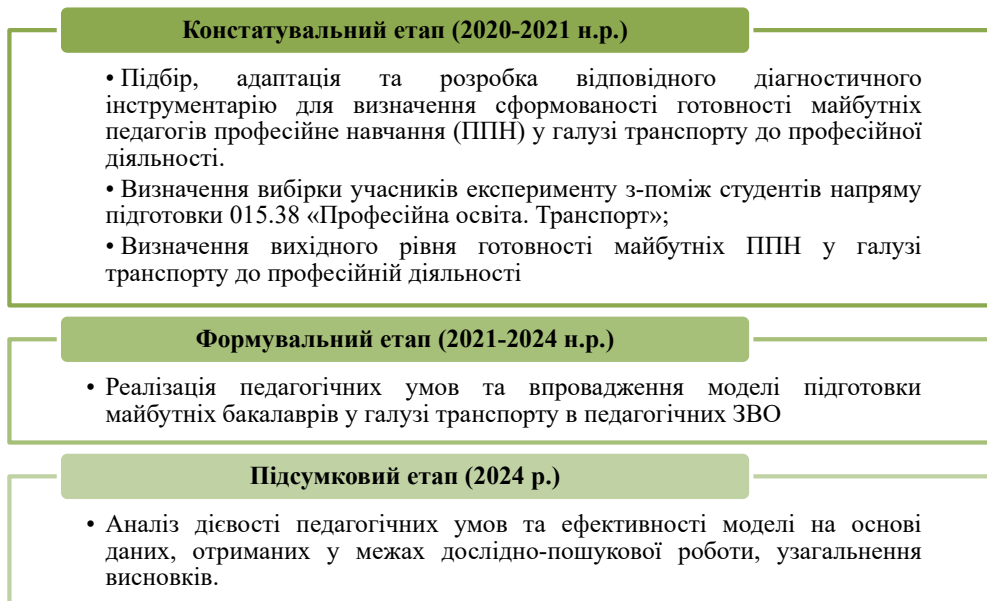 Констатувальний етап (2020-2021 н.р.)
• Підбір, адаптація та розробка відповідного діагностичного
інструментарію для визначення сформованості готовності майбутніх
педагогів професійне навчання (ППН) у галузі транспорту до професійної
діяльності.
• Визначення вибірки учасників експерименту з-поміж студентів напряму
підготовки 015.38 «Професійна освіта. Транспорт»;
• Визначення вихідного рівня готовності майбутніх ППН у галузі
транспорту до професійній діяльності
Формувальний етап (2021-2024 н.р.)
• Реалізація педагогічних умов та впровадження моделі підготовки
майбутніх бакалаврів у галузі транспорту в педагогічних ЗВО
Підсумковий етап (2024 р.)
• Аналіз дієвості педагогічних умов та ефективності моделі на основі
даних, отриманих у межах дослідно-пошукової роботи, узагальнення
висновків.